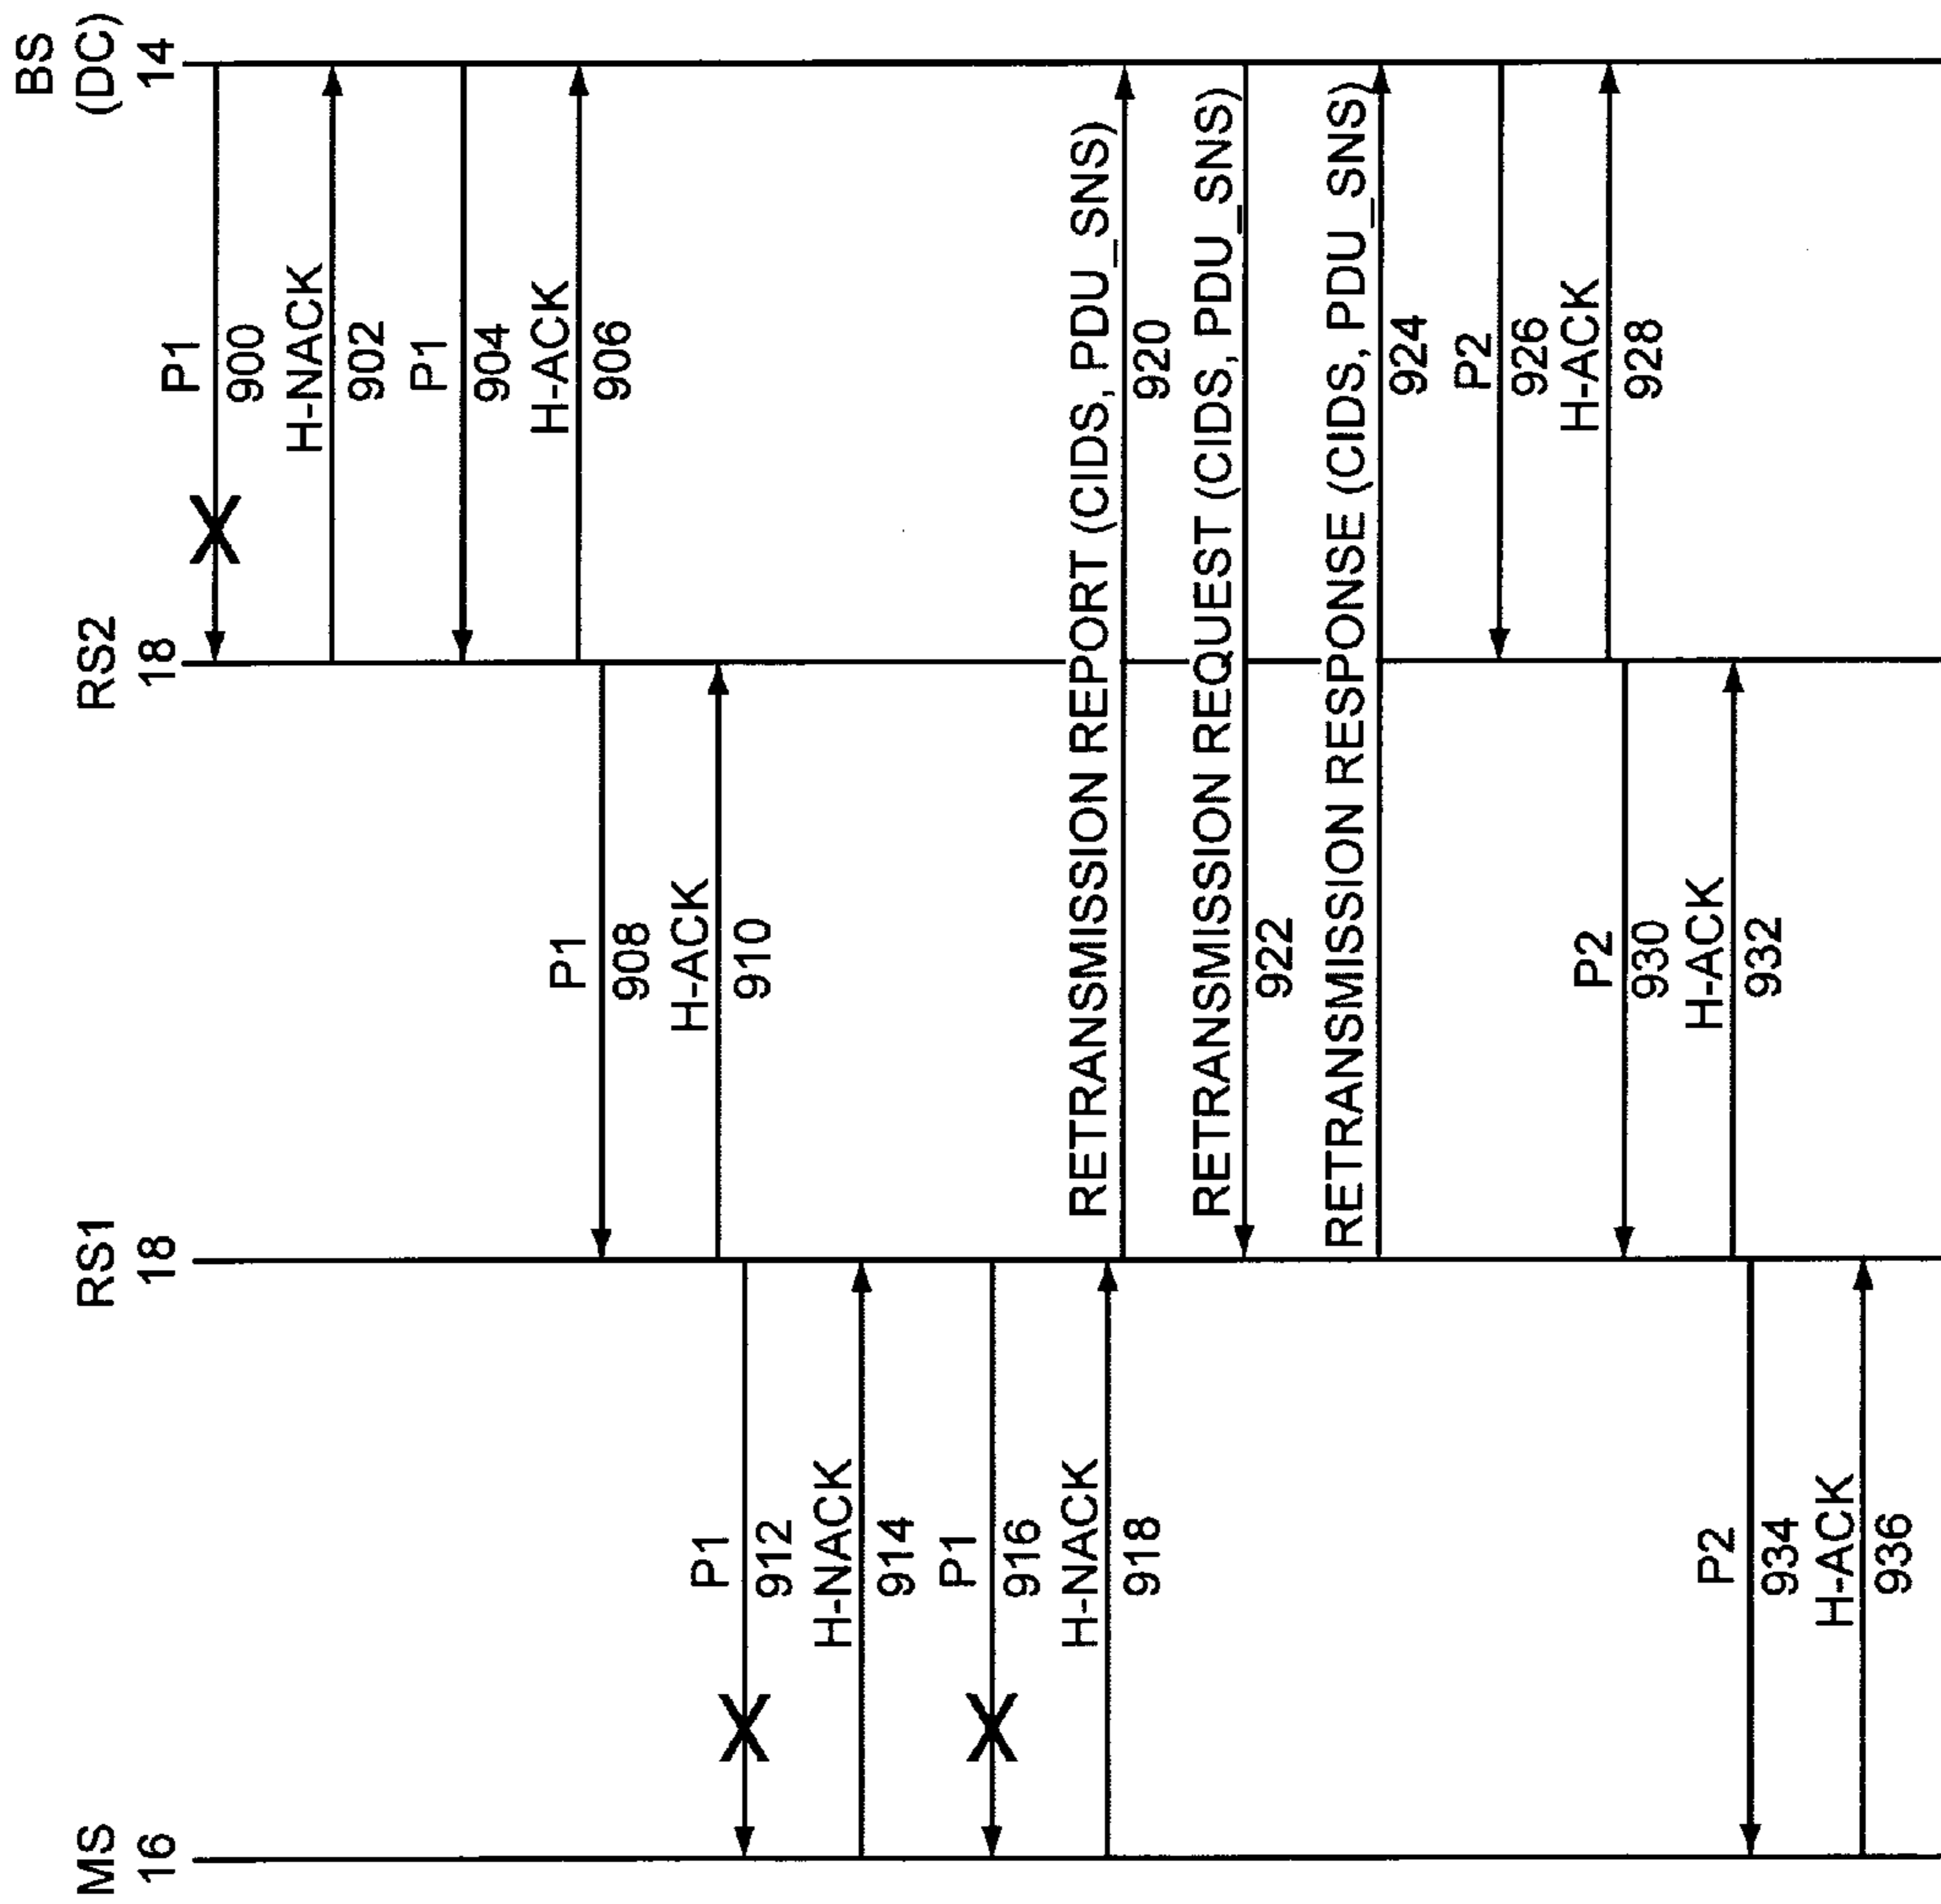 MS
16
RS1
18
RS2
18
BS
(DC)
14
P1
900
H-NACK
902
P1
904
H-ACK
906
P1
908
H-ACK
910
P1
912
H-NACK
914
P1
916
H-NACK
918
RETRANSMISSION REPORT (CIDS, PDU_SNS)
920
RETRANSMISSION REQUEST (CIDS, PDU_SNS)
922
RETRANSMISSION RESPONSE (CIDS, PDU_SNS)
924
P2
926
H-ACK
928
P2
930
H-ACK
932
P2
934
H-ACK
936